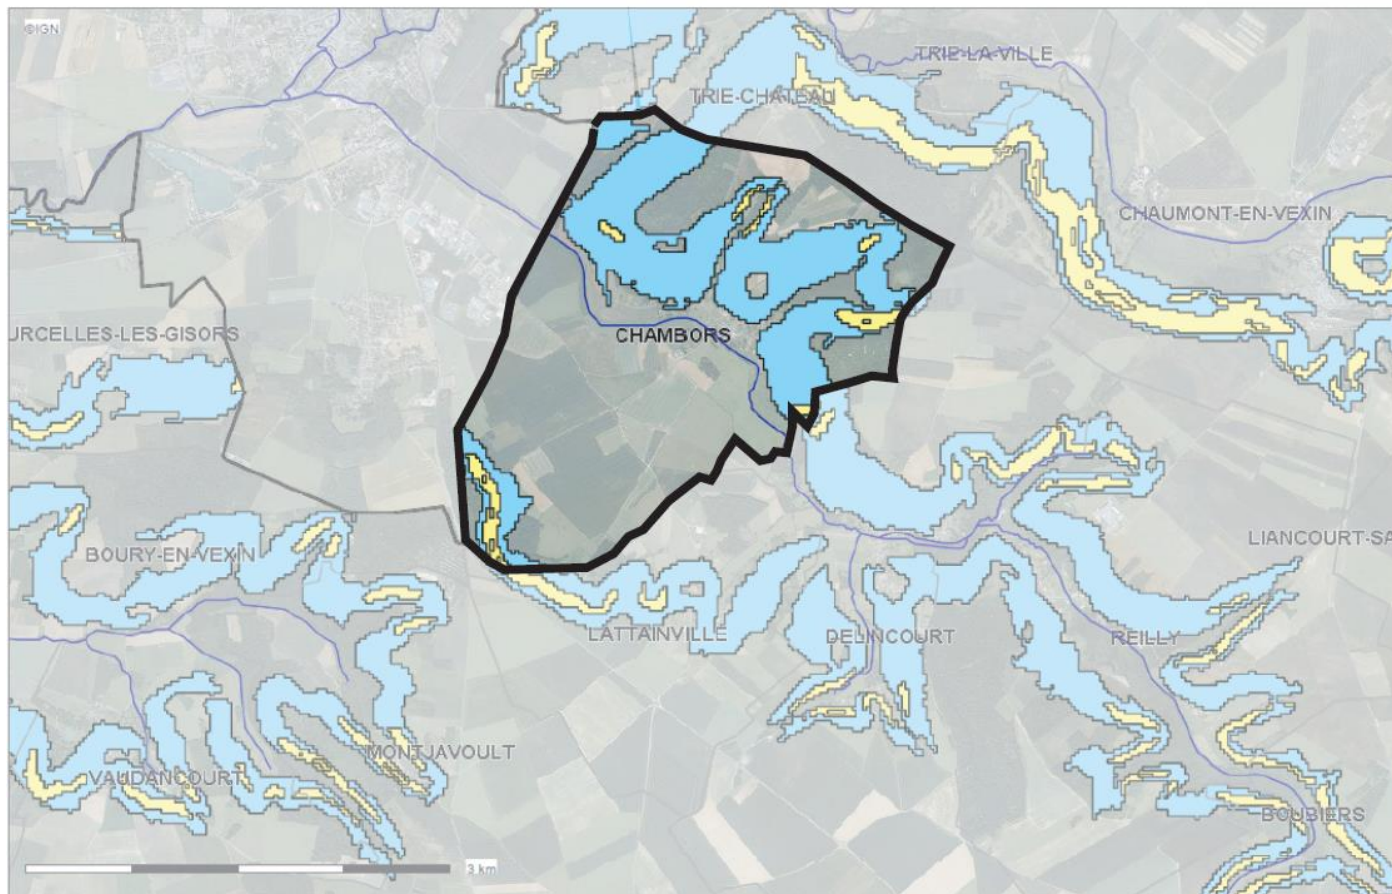 ©IGN
TRIE-LA-VILLE
TRIE-CHATEAU
CHAUMONT-EN-VEXIN
URCELLES-LES-GISORS
CHAMBORS
BOURY-EN-VEXIN
LIANCOURT-SA
LATTAINVILLE
DELINCOURT
REILLY
MONTJAVOULT
VAUDANCOURT
BOUBIERS
3 km